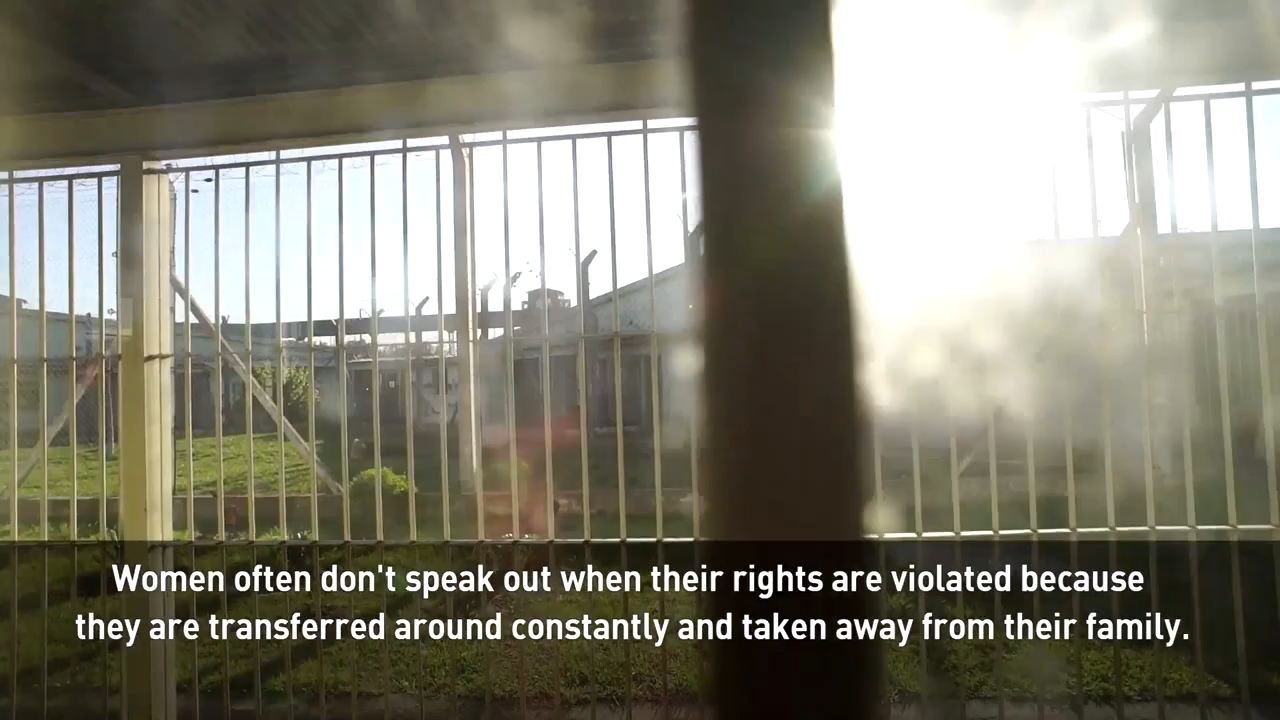 Women often don't speak out when their rights are violated because
they are transferred around constantly and taken away from their family.